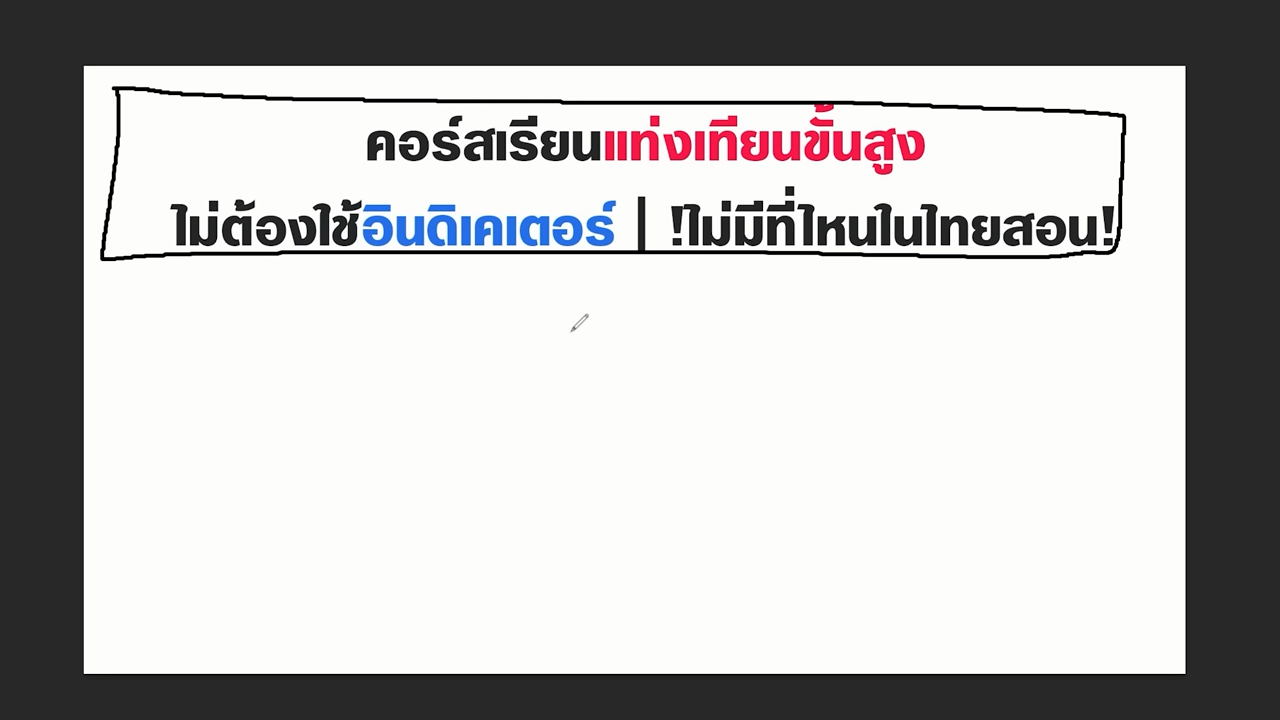 คอร์สเรียนแท่งเทียนขั้นสูง
ไม่ต้องใช้อินดิเคเตอร์ | !ไม่มีที่ไหนในไทยสอน!